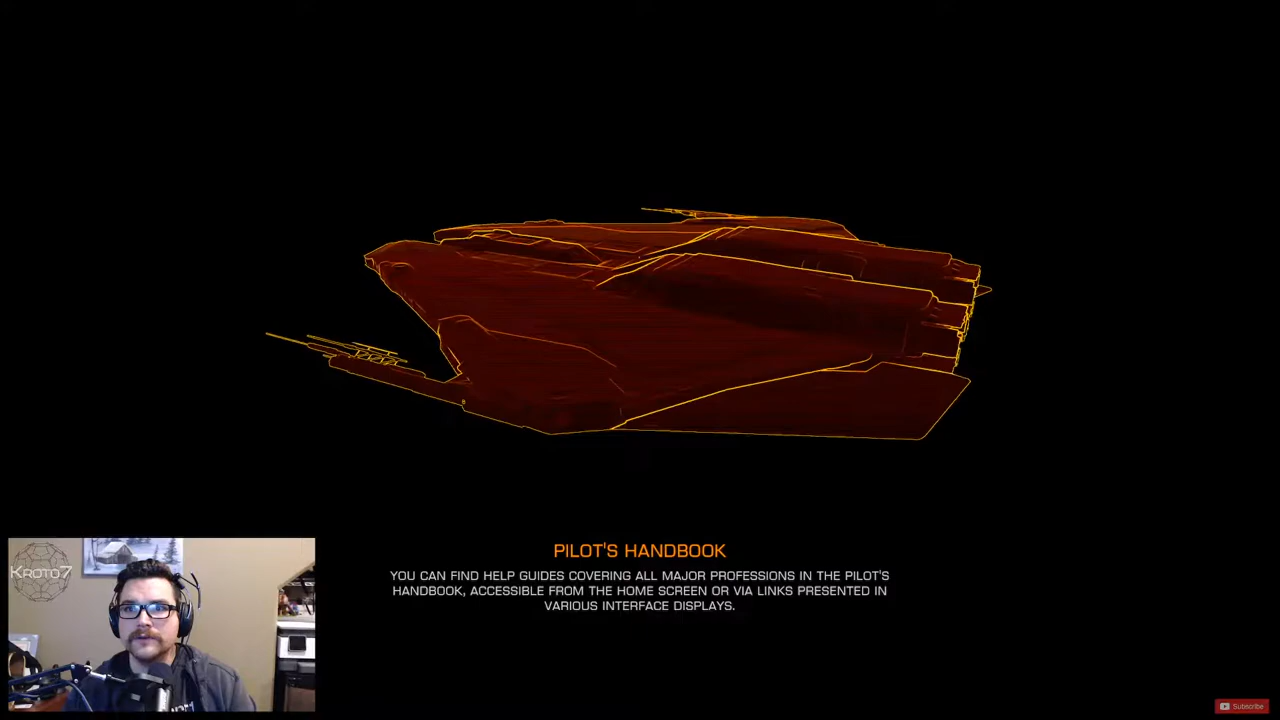 KROTO7
PILOT'S HANDBOOK
YOU CAN FIND HELP GUIDES COVERING ALL MAJOR PROFESSIONS IN THE PILOT'S
HANDBOOK, ACCESSIBLE FROM THE HOME SCREEN OR VIA LINKS PRESENTED IN
VARIOUS INTERFACE DISPLAYS.
Subscribe